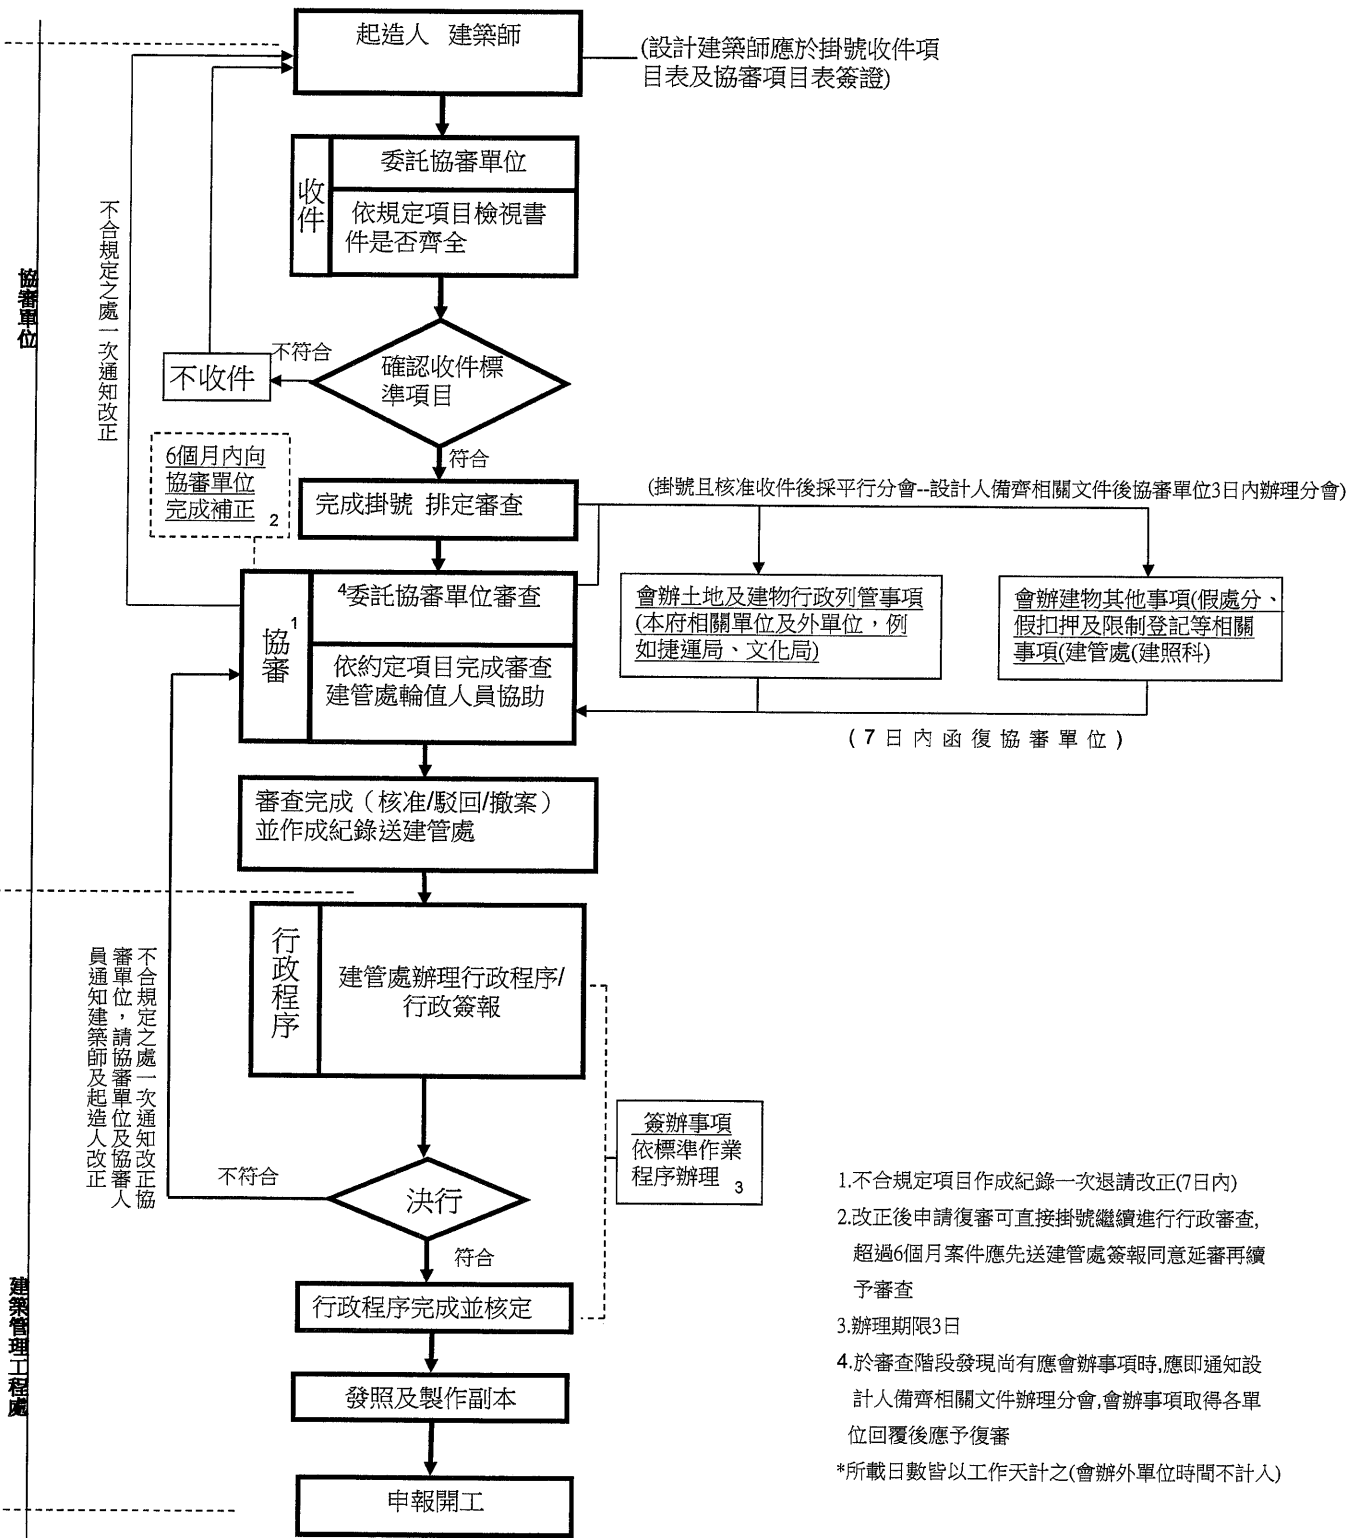 起造人 建築師
(設計建築師應於掛號收件項
目表及協審項目表簽證)
收件
委託協審單位
依規定項目檢視書
件是否齊全
不合規定之處一次通知改正
協審單位
確認收件標
準項目
不符合
不收件
符合
6個月內向
協審單位
完成補正 2
完成掛號 排定審查
(掛號且核准收件後採平行分會--設計人備齊相關文件後協審單位3日內辦理分會)
協審1
4委託協審單位審查
依約定項目完成審查
建管處輪值人員協助
會辦土地及建物行政列管事項
(本府相關單位及外單位，例
如捷運局、文化局)
會辦建物其他事項(假處分、
假扣押及限制登記等相關
事項(建管處(建照科)
(7日內函復協審單位)
審查完成（核准/駁回/撤案）
並作成紀錄送建管處
行政程序
建管處辦理行政程序/
行政簽報
不合規定之處一次通知改正協
審單位，請協審單位及協審人
員通知建築師及起造人改正
簽辦事項
依標準作業
程序辦理 3
不符合
決行
符合
建築管理工程處
行政程序完成並核定
發照及製作副本
申報開工
1.不合規定項目作成紀錄一次退請改正(7日內)
2.改正後申請復審可直接掛號繼續進行行政審查,
超過6個月案件應先送建管處簽報同意延審再續
予審查
3.辦理期限3日
4.於審查階段發現尚有應會辦事項時,應即通知設
計人備齊相關文件辦理分會,會辦事項取得各單
位回覆後應予復審
*所載日數皆以工作天計之(會辦外單位時間不計入)